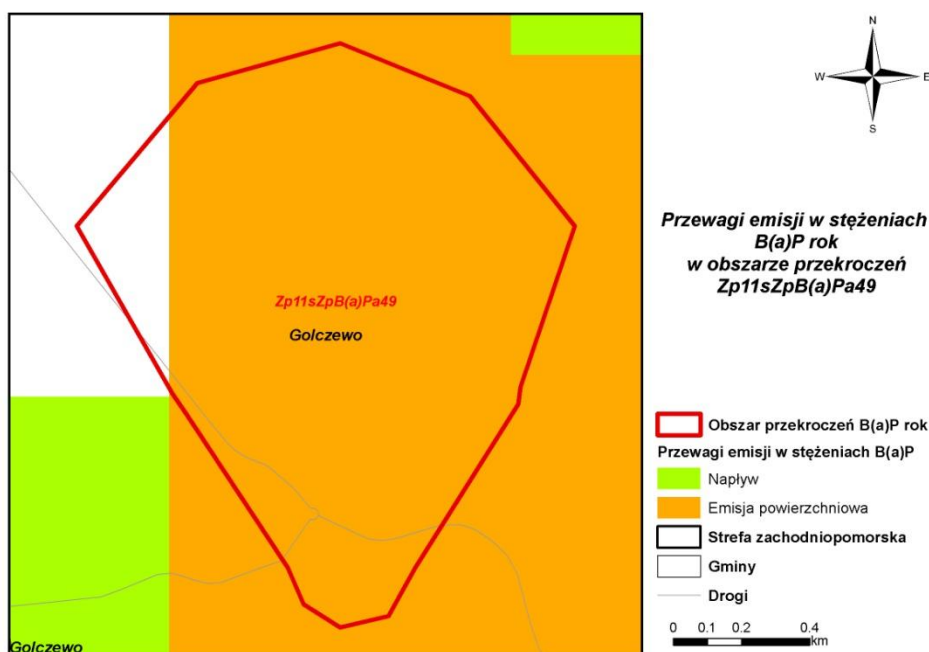 N
W
E
S
Przewagi emisji w stężeniach
B(a)P rok
w obszarze przekroczeń
Zp11sZpB(a)Pa49
Zp11sZpB(a)Pa49
Golczewo
Obszar przekroczeń B(a)P rok
Przewagi emisji w stężeniach B(a)P
Napływ
Emisja powierzchniowa
Strefa zachodniopomorska
Gminy
Drogi
0 0.1 0.2 0.4
km
Golczewo